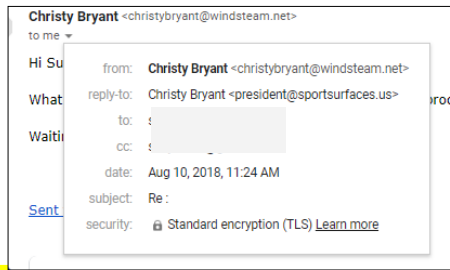 Christy Bryant <christybryant@windsteam.net>
to me
Hi Su
from: Christy Bryant <christybryant@windsteam.net>
What
reply-to: Christy Bryant <president@sportsurfaces.us>
to:
Waiti
cc:
date: Aug 10, 2018, 11:24 AM
subject: Re :
Sent
security: Standard encryption (TLS) Learn more